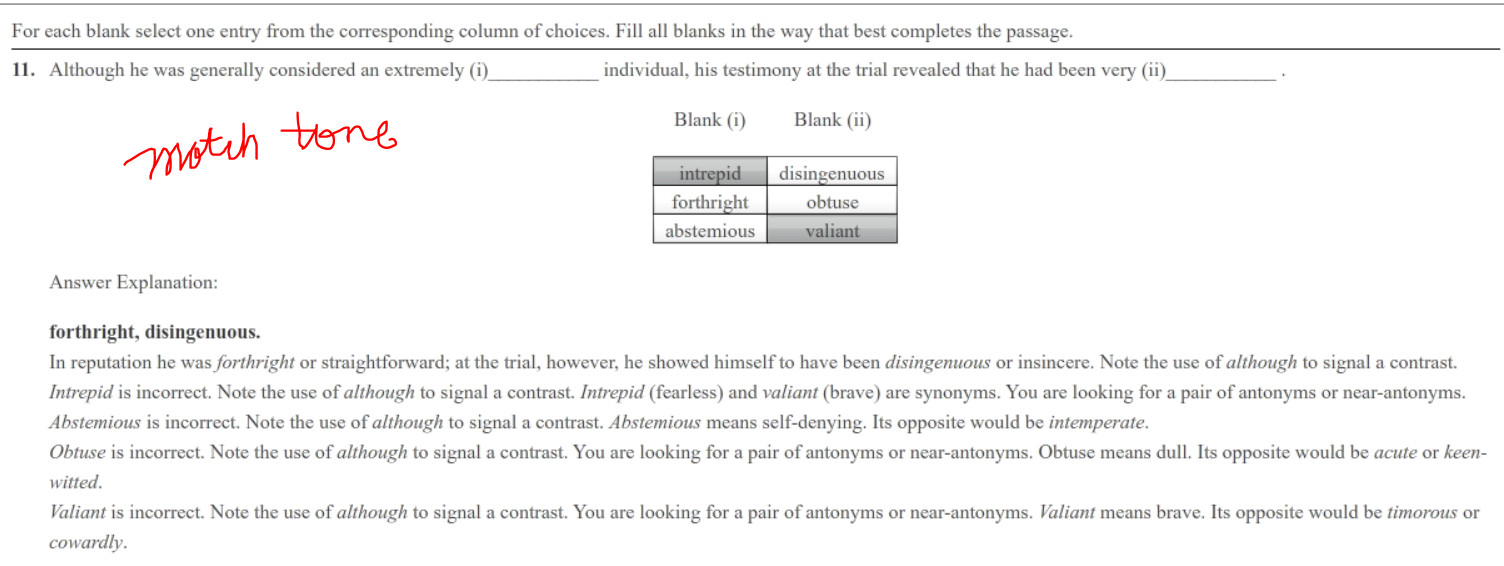 For each blank select one entry from the corresponding column of choices. Fill all blanks in the way that best completes the passage.
11. Although he was generally considered an extremely (i)___________ individual, his testimony at the trial revealed that he had been very (ii)___________ .
match tone
Blank (i) Blank (ii)
intrepid disingenuous
forthright obtuse
abstemious valiant
Answer Explanation:
forthright, disingenuous.
In reputation he was forthright or straightforward; at the trial, however, he showed himself to have been disingenuous or insincere. Note the use of although to signal a contrast.
Intrepid is incorrect. Note the use of although to signal a contrast. Intrepid (fearless) and valiant (brave) are synonyms. You are looking for a pair of antonyms or near-antonyms.
Abstemious is incorrect. Note the use of although to signal a contrast. Abstemious means self-denying. Its opposite would be intemperate.
Obtuse is incorrect. Note the use of although to signal a contrast. You are looking for a pair of antonyms or near-antonyms. Obtuse means dull. Its opposite would be acute or keen-
witted.
Valiant is incorrect. Note the use of although to signal a contrast. You are looking for a pair of antonyms or near-antonyms. Valiant means brave. Its opposite would be timorous or
cowardly.